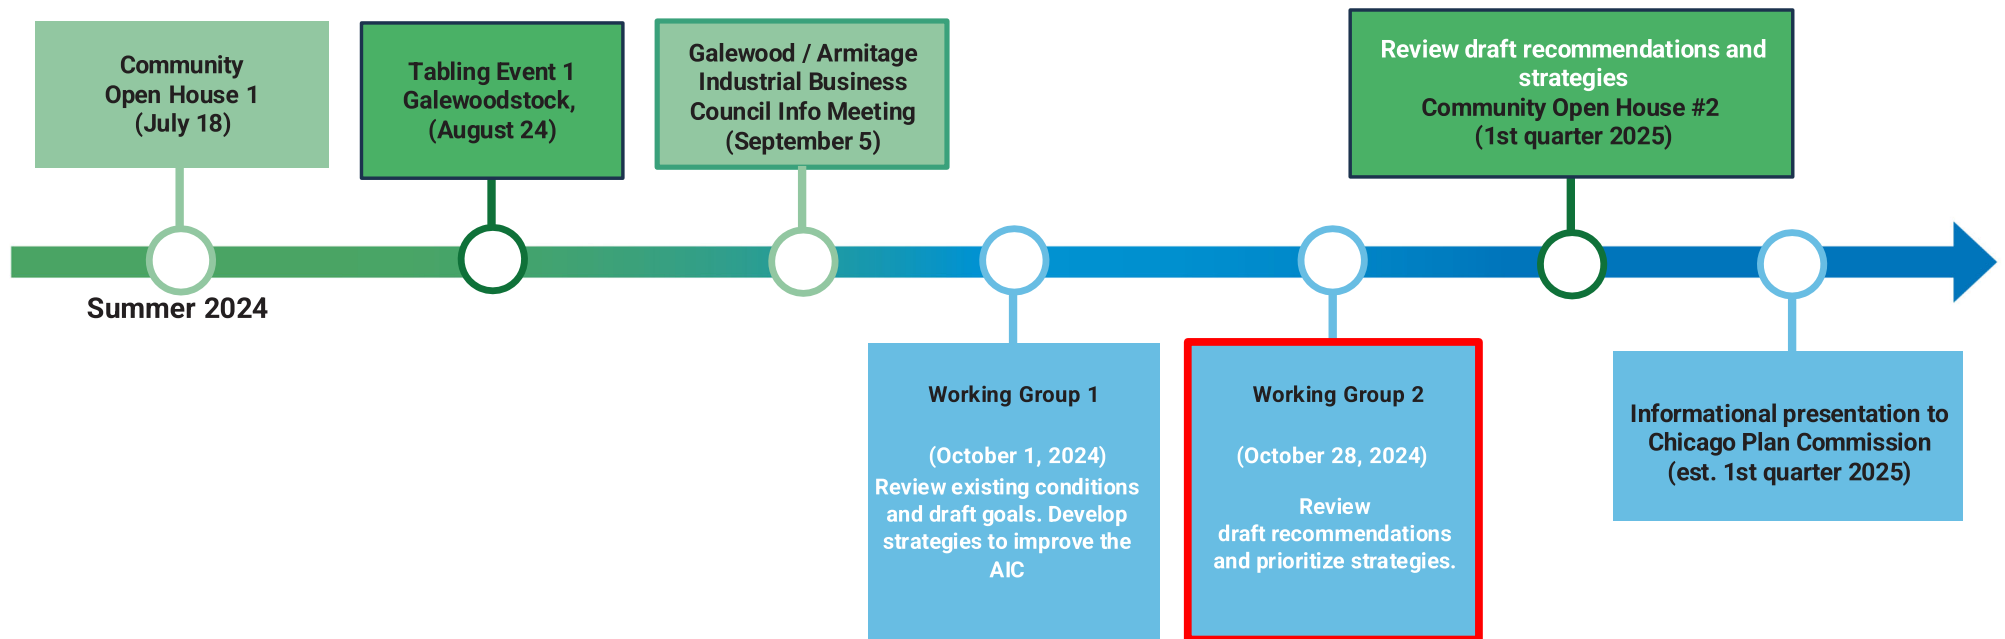 Community
Open House 1
(July 18)
Tabling Event 1
Galewoodstock,
(August 24)
Galewood / Armitage
Industrial Business
Council Info Meeting
(September 5)
Review draft recommendations and
strategies
Community Open House #2
(1st quarter 2025)
Summer 2024
Working Group 1
(October 1, 2024)
Review existing conditions
and draft goals. Develop
strategies to improve the
AIC
Working Group 2
(October 28, 2024)
Review
draft recommendations
and prioritize strategies.
Informational presentation to
Chicago Plan Commission
(est. 1st quarter 2025)